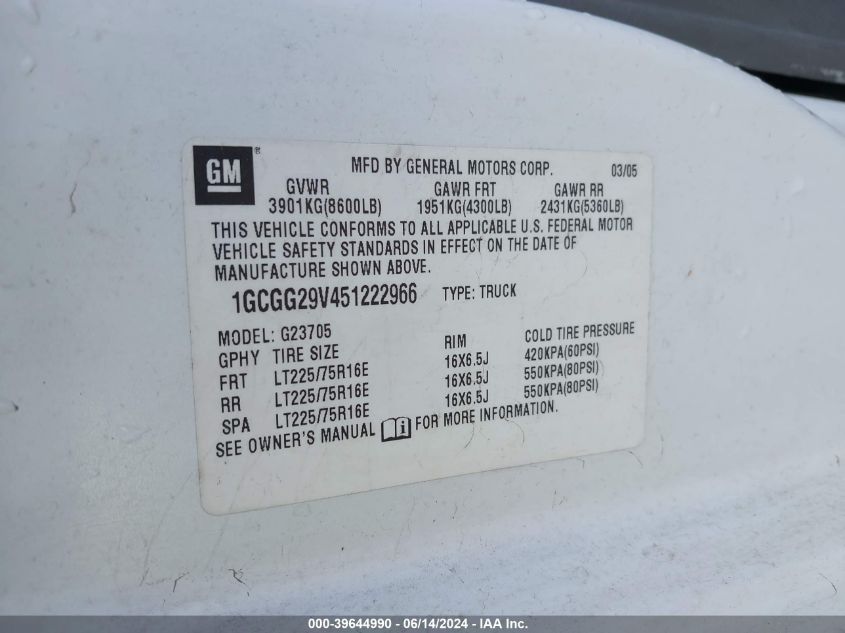 GM ®
MFD BY GENERAL MOTORS CORP. 03/05
GVWR GAWR FRT GAWR RR
3901KG(8600LB) 1951KG(4300LB) 2431KG(5360LB)
THIS VEHICLE CONFORMS TO ALL APPLICABLE U.S. FEDERAL MOTOR
VEHICLE SAFETY STANDARDS IN EFFECT ON THE DATE OF
MANUFACTURE SHOWN ABOVE.
1GCGG29V451222966 TYPE: TRUCK
MODEL: G23705
GPHY TIRE SIZE RIM COLD TIRE PRESSURE
FRT LT225/75R16E 16X6.5J 420KPA(60PSI)
RR LT225/75R16E 16X6.5J 550KPA(80PSI)
SPA LT225/75R16E 16X6.5J 550KPA(80PSI)
SEE OWNER'S MANUAL i FOR MORE INFORMATION.
000-39644990 - 06/14/2024 - IAA Inc.